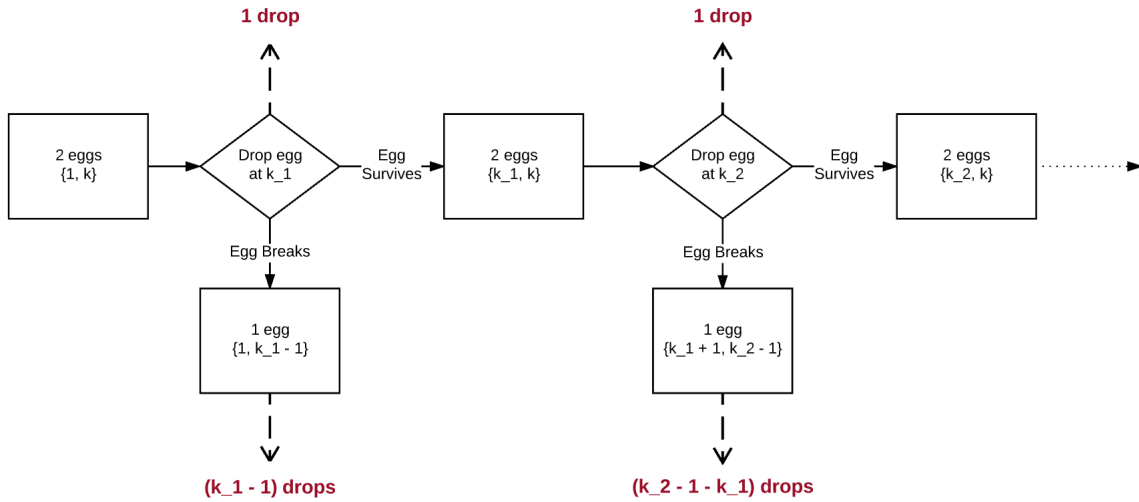 1 drop
1 drop
2 eggs
{1, k}
Drop egg
at k_1
Egg
Survives
2 eggs
{k_1, k}
Drop egg
at k_2
Egg
Survives
2 eggs
{k_2, k}
Egg Breaks
Egg Breaks
1 egg
{1, k_1 - 1}
1 egg
{k_1 + 1, k_2 - 1}
(k_1 - 1) drops
(k_2 - 1 - k_1) drops